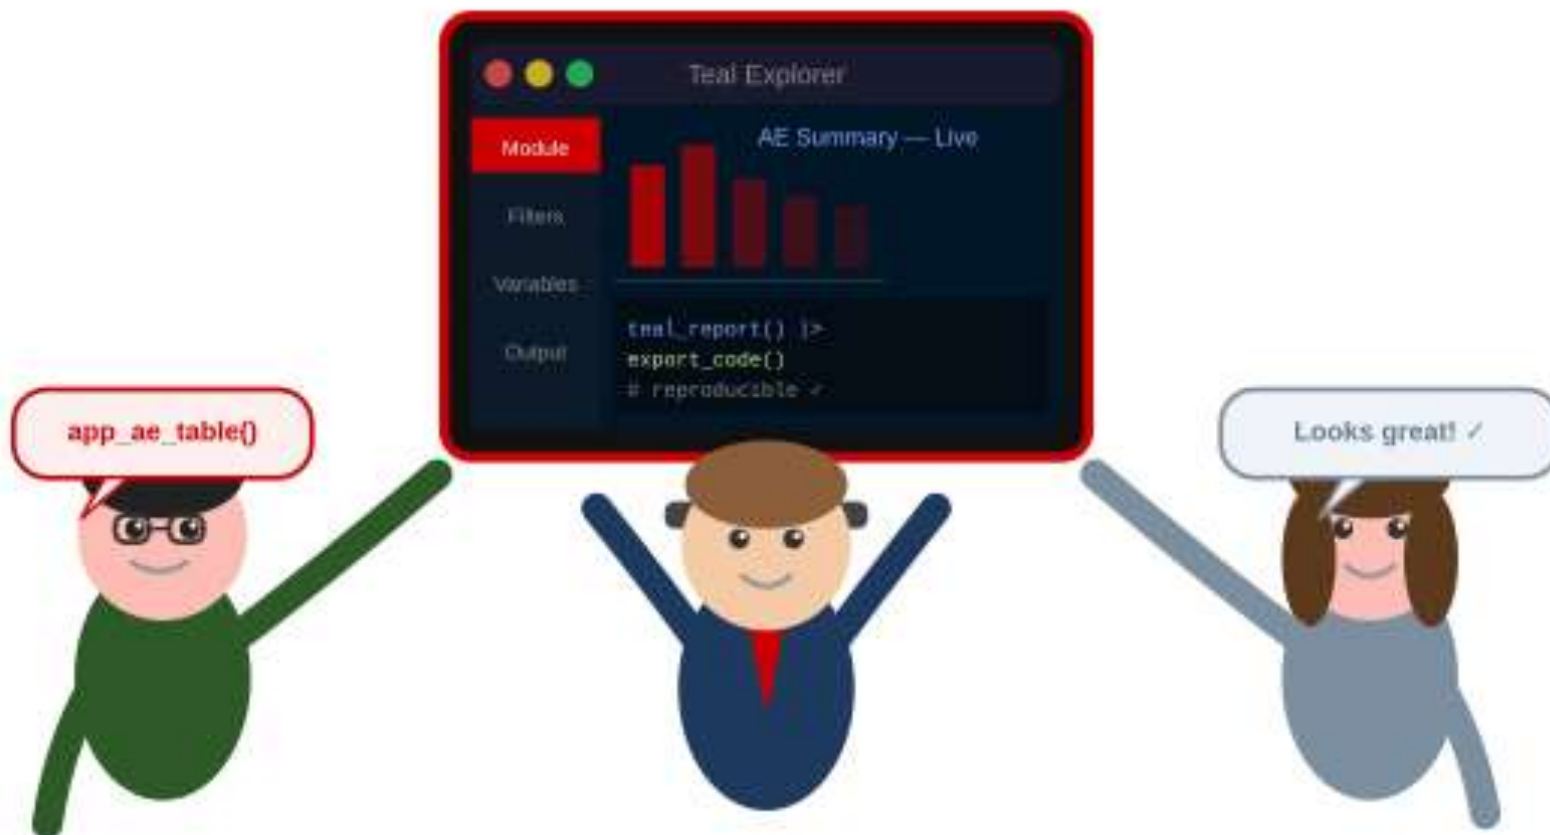 Teal Explorer
Module
AE Summary — Live
Filters
Variables
Output
teal_report() |>
export_code()
# reproducible ✓
app_ae_table()
Looks great! ✓